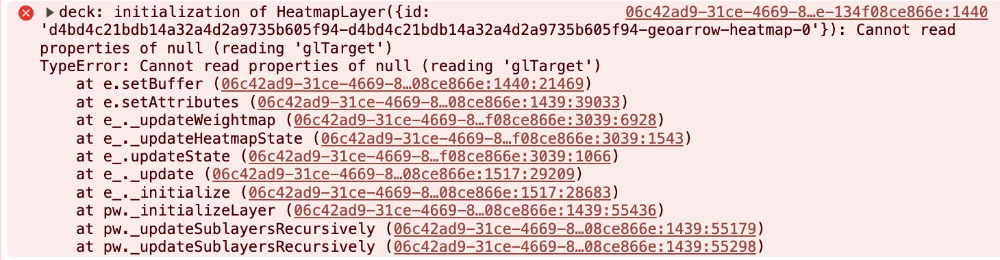 deck: initialization of HeatmapLayer({id: 06c42ad9-31ce-4669-8…e-134f08ce866e:1440
'd4bd4c21bdb14a32a4d2a9735b605f94-d4bd4c21bdb14a32a4d2a9735b605f94-geoarrow-heatmap-0'}): Cannot read
properties of null (reading 'glTarget')
TypeError: Cannot read properties of null (reading 'glTarget')
at e.setBuffer (06c42ad9-31ce-4669-8…08ce866e:1440:21469)
at e.setAttributes (06c42ad9-31ce-4669-8…08ce866e:1439:39033)
at e_._updateWeightmap (06c42ad9-31ce-4669-8…f08ce866e:3039:6928)
at e_._updateHeatmapState (06c42ad9-31ce-4669-8…f08ce866e:3039:1543)
at e_.updateState (06c42ad9-31ce-4669-8…f08ce866e:3039:1066)
at e_._update (06c42ad9-31ce-4669-8…08ce866e:1517:29209)
at e_._initialize (06c42ad9-31ce-4669-8…08ce866e:1517:28683)
at pw._initializeLayer (06c42ad9-31ce-4669-8…08ce866e:1439:55436)
at pw._updateSublayersRecursively (06c42ad9-31ce-4669-8…08ce866e:1439:55179)
at pw._updateSublayersRecursively (06c42ad9-31ce-4669-8…08ce866e:1439:55298)